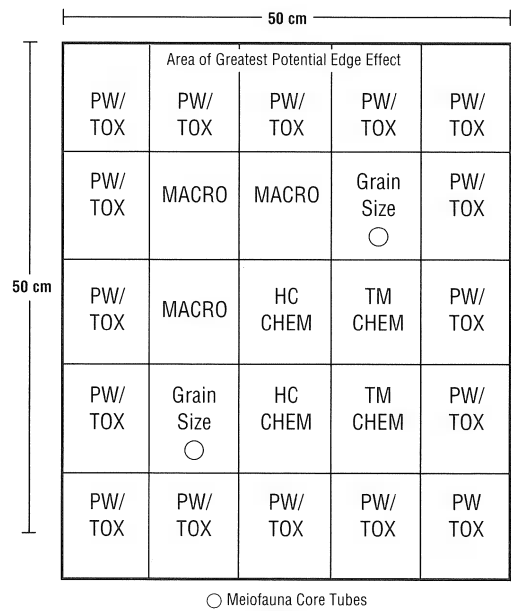 50 cm
Area of Greatest Potential Edge Effect
PW/ PW/ PW/ PW/ PW/
TOX TOX TOX TOX TOX
PW/
TOX
MACRO
MACRO
Grain
Size
PW/
TOX
50 cm
PW/
TOX
MACRO
HC
CHEM
TM
CHEM
PW/
TOX
PW/
TOX
Grain
Size
HC
CHEM
TM
CHEM
PW/
TOX
PW/ PW/ PW/ PW/ PW
TOX TOX TOX TOX TOX
Meiofauna Core Tubes